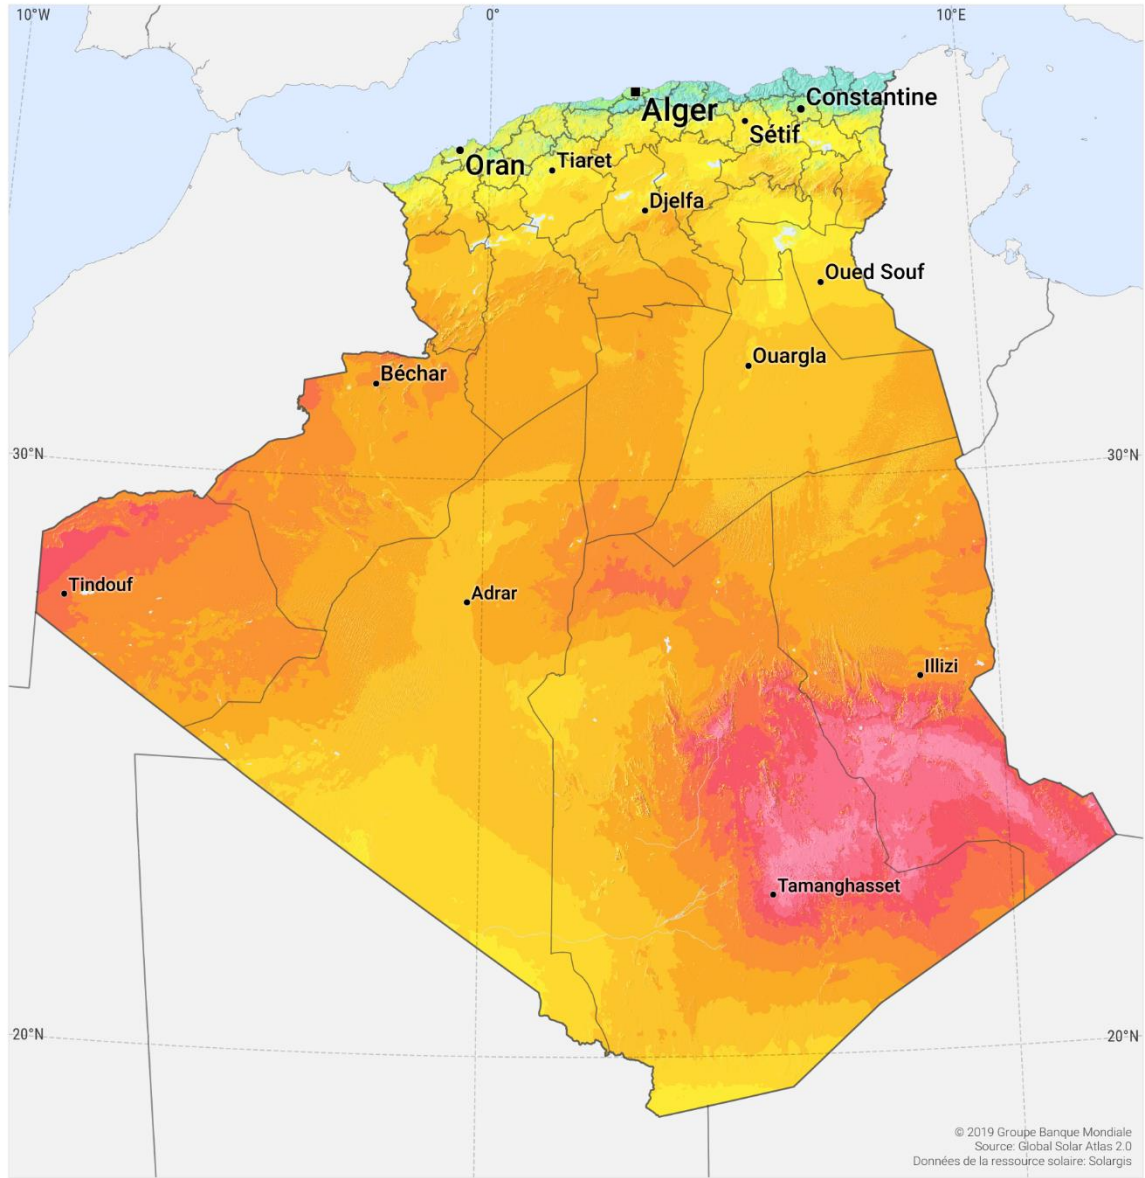 10°W
0°
10°E
Alger
Constantine
Sétif
Oran
Tiaret
Djelfa
Oued Souf
Ouargla
Béchar
30°N
30°N
Tindouf
Adrar
Illizi
Tamanghasset
20°N
20°N
© 2019 Groupe Banque Mondiale
Source: Global Solar Atlas 2.0
Données de la ressource solaire: Solargis